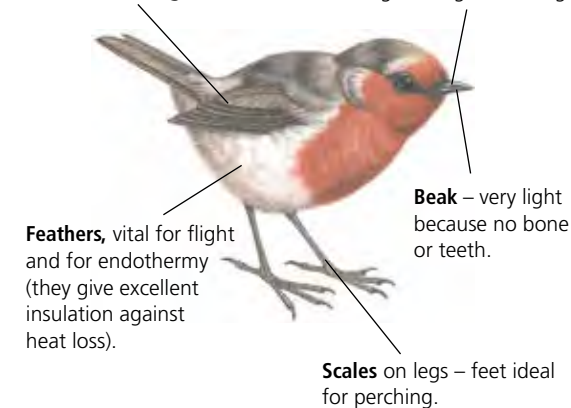 Beak – very light
because no bone
or teeth.
Feathers, vital for flight
and for endothermy
(they give excellent
insulation against
heat loss).
Scales on legs – feet ideal
for perching.